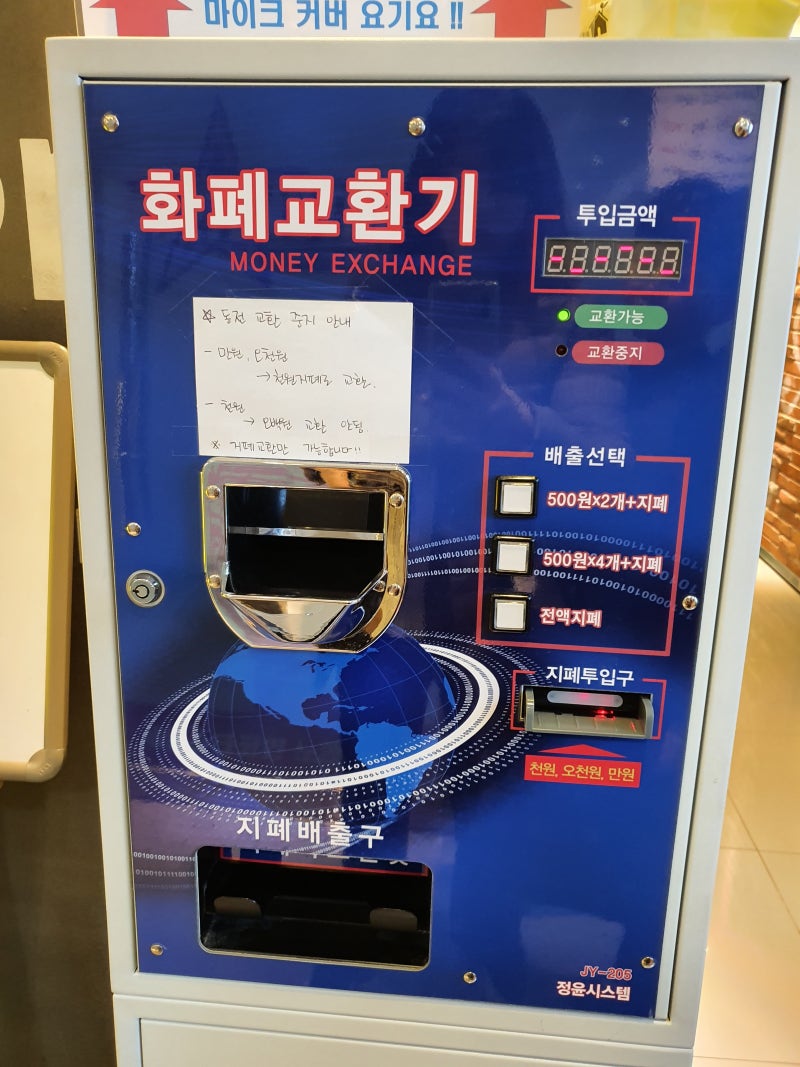 마이크 커버 요기요 !!
화폐교환기
MONEY EXCHANGE
투입금액
교환가능
교환중지
※ 동전 교환 중지 안내
- 만원, 오천원
→ 천원지폐로 교환.
- 천원
→ 오백원 교환 안됨.
※ 지폐교환만 가능합니다!!
배출선택
500원x2개+지폐
500원x4개+지폐
전액지폐
지폐투입구
천원, 오천원, 만원
지폐배출구
JY-205
정윤시스템